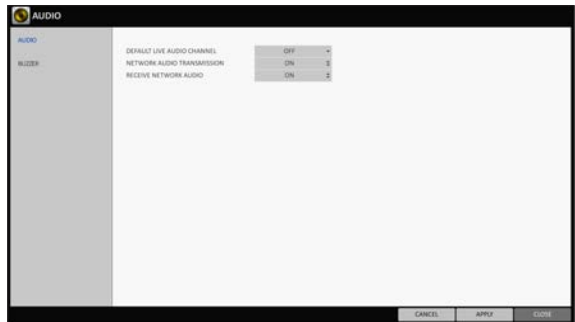 AUDIO
AUDIO
BUZZER
DEFAULT LIVE AUDIO CHANNEL OFF
NETWORK AUDIO TRANSMISSION ON
RECEIVE NETWORK AUDIO ON
CANCEL APPLY CLOSE